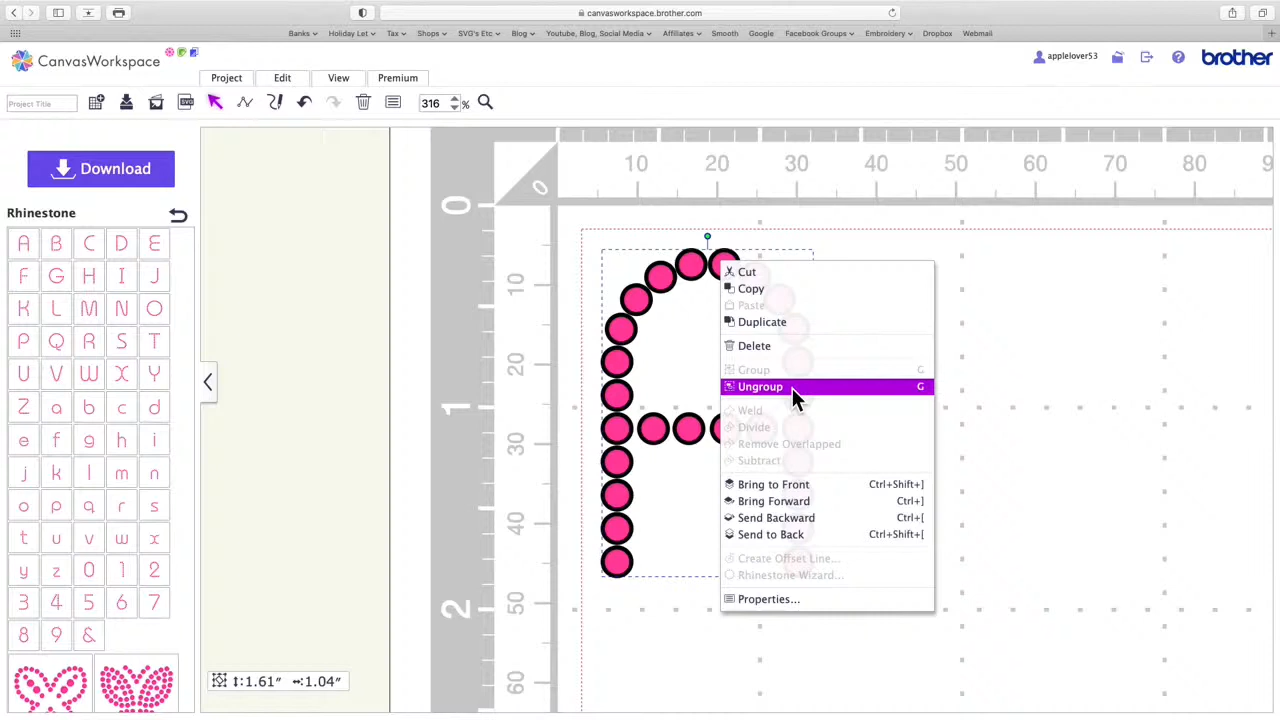 canvasworkspace.brother.com
Banks Holiday Let Tax Shops SVG's Etc. Blog Youtube, Blog, Social Media Affiliates Smooth Google Facebook Groups Embroidery Dropbox Webmail
CanvasWorkspace
applelover53
brother
Project Edit View Premium
Project Title
SVG
316 %
Download
Rhinestone
A B C D E
F G H I J
K L M N O
P Q R S T
U V W X Y
Z a b c d
e f g h i
j k l m n
o p q r s
t u v w x
y z 0 1 2
3 4 5 6 7
8 9 &
0 10 20 30 40 50 60 70 80 9
0 10 20 1 30 40 2 50 60
Cut
Copy
Paste
Duplicate
Delete
Group G
Ungroup G
Weld
Divide
Remove Overlapped
Subtract
Bring to Front Ctrl+Shift+]
Bring Forward Ctrl+]
Send Backward Ctrl+[
Send to Back Ctrl+Shift+[
Create Offset Line...
Rhinestone Wizard...
Properties...
↕:1.61" ↔:1.04"